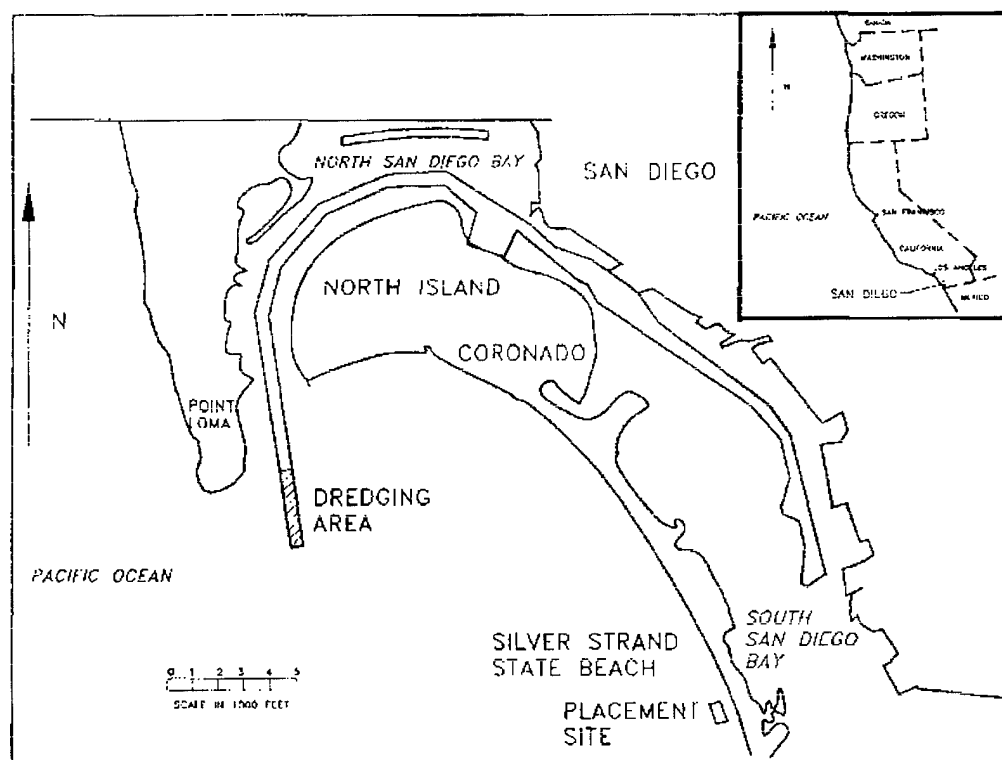 CANADA
WASHINGTON
N
OREGON
PACIFIC OCEAN
SAN FRANCISCO
CALIFORNIA
LOS ANGELES
SAN DIEGO
MEXICO
NORTH SAN DIEGO BAY
SAN DIEGO
N
NORTH ISLAND
CORONADO
POINT
LOMA
DREDGING
AREA
PACIFIC OCEAN
SILVER STRAND
STATE BEACH
SOUTH
SAN DIEGO
BAY
0 1 2 3 4 5
SCALE IN 1000 FEET
PLACEMENT
SITE